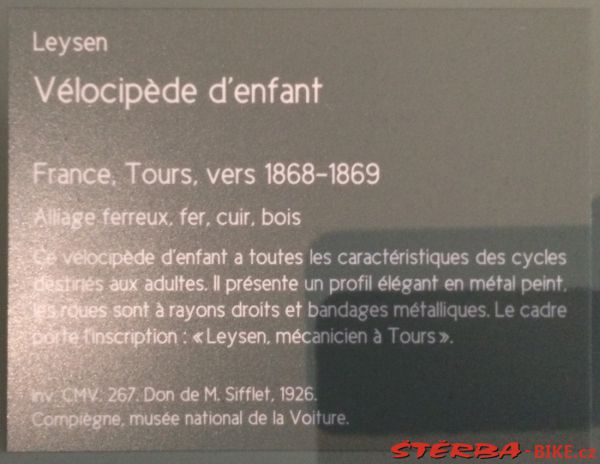 Leysen
Vélocipède d'enfant
France, Tours, vers 1868-1869
Alliage ferreux, fer, cuir, bois
Ce vélocipède d'enfant a toutes les caractéristiques des cycles
destinés aux adultes. Il présente un profil élégant en métal peint,
les roues sont à rayons droits et bandages métalliques. Le cadre
porte l'inscription : « Leysen, mécanicien à Tours ».
inv. CMV. 267. Don de M. Sifflet, 1926.
Compiègne, musée national de la Voiture.
ŠTĚRBA-BIKE.cz